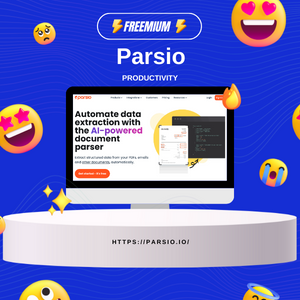 FREEMIUM
Parsio
PRODUCTIVITY
Parsio
Automate data
extraction with
the AI-powered
document
parser
Extract structured data from your PDFs, emails
and other documents, automatically
HTTPS://PARSIO.IO/